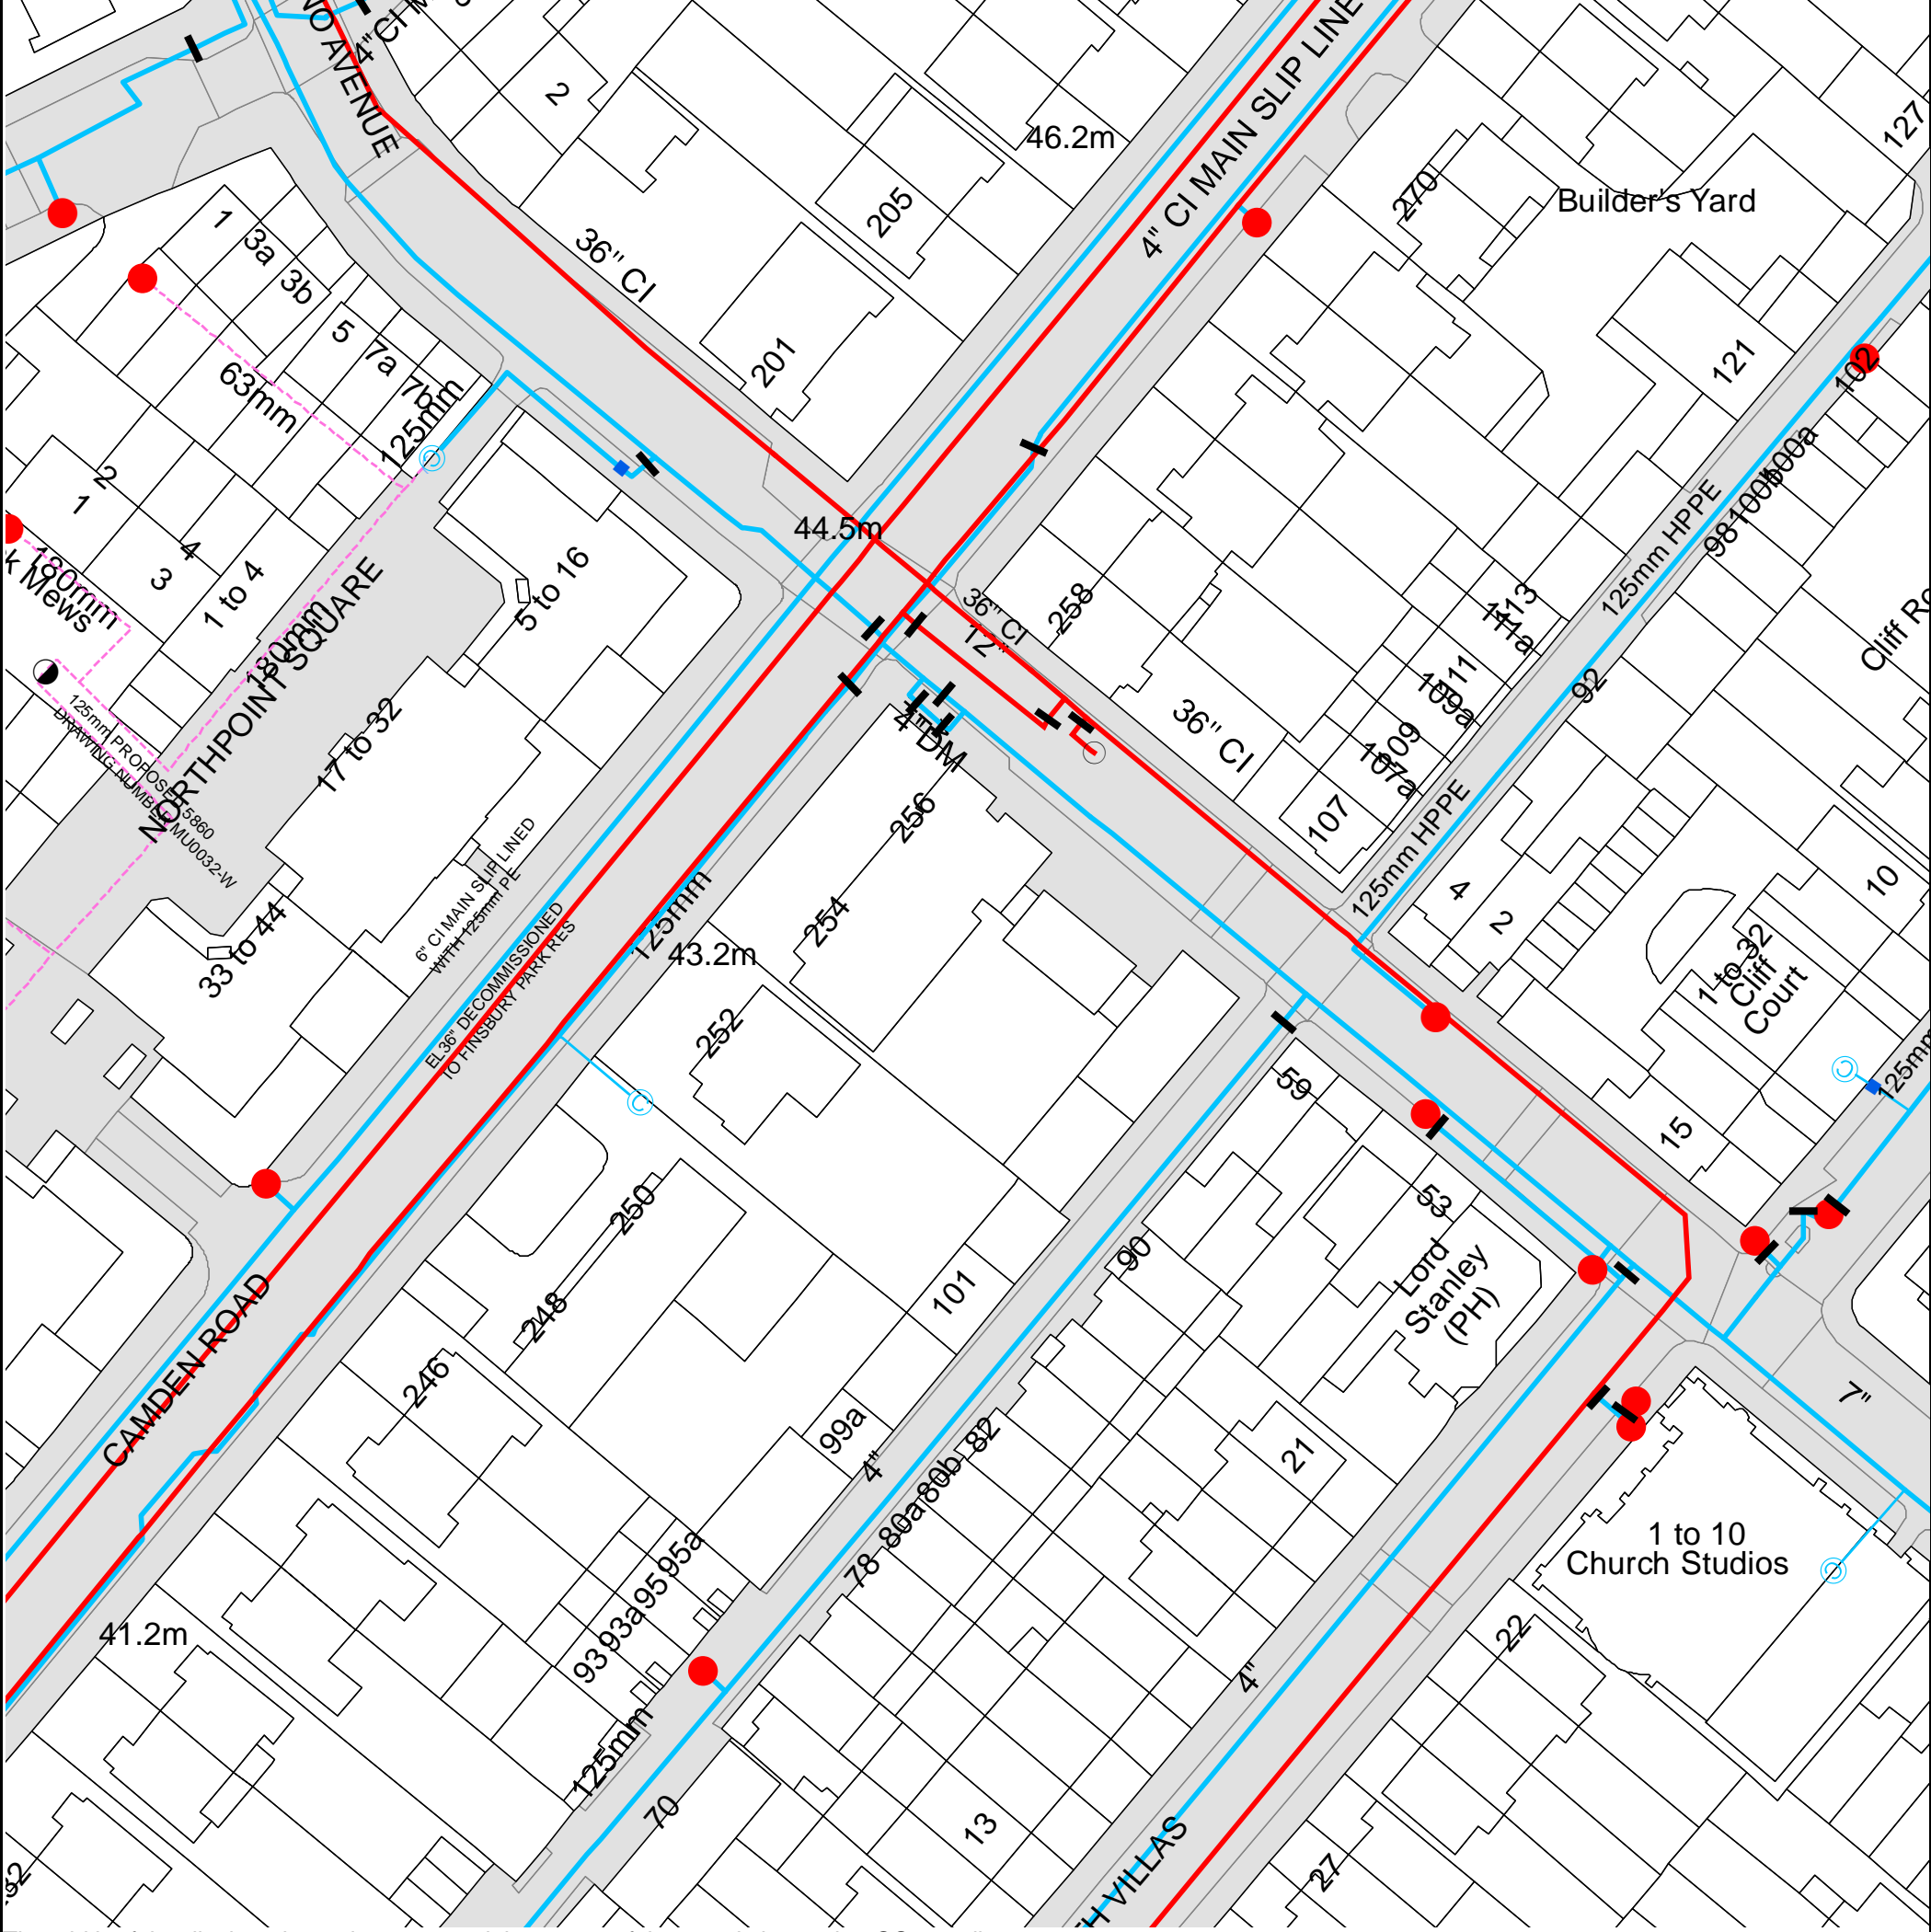 AVENUE
4" CI
2
46.2m
4" CI MAIN SLIP LINE
127
270
Builder's Yard
205
1
3a
3b
5
7a
7b
36" CI
201
121
102
63mm
125mm
100a
100b
98
2
1
4
3
1 to 4
44.5m
125mm HPPE
180mm
Mews
5 to 16
258
36" CI
12"
113
111a
111
109a
109
107a
107
92
Cliff
180mm
NORTHPOINT SQUARE
125mm PROPOSED 5860
DRAWING NUMBER MU0032-W
17 to 32
4" DM
36" CI
256
125mm HPPE
4
2
10
6" CI MAIN SLIP LINED
WITH 125mm PE
33 to 44
EL36" DECOMMISSIONED
TO FINSBURY PARK RES
125mm
43.2m
254
252
1 to 32
Cliff
Court
125mm
59
15
53
Lord
Stanley
(PH)
250
248
246
90
101
CAMDEN ROAD
99a
4"
82
80b
80a
78
21
7"
1 to 10
Church Studios
95a
95
93a
93
41.2m
125mm
22
4"
70
13
27
VILLAS